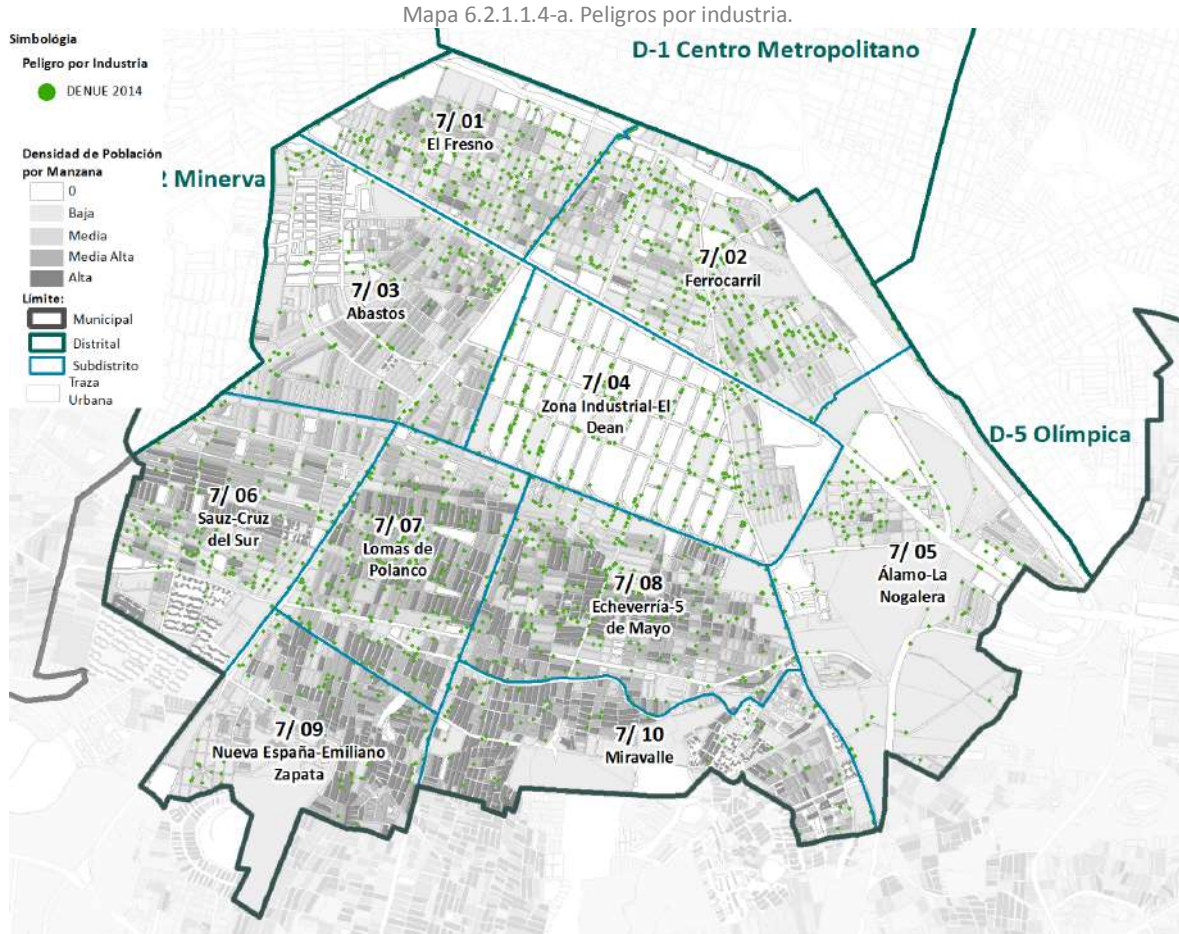 Mapa 6.2.1.1.4-a. Peligros por industria.
Simbológia
Peligro por Industria
DENUE 2014
Densidad de Población
por Manzana
0
Baja
Media
Media Alta
Alta
Límite:
Municipal
Distrital
Subdistrito
Traza
Urbana
D-1 Centro Metropolitano
2 Minerva
D-5 Olímpica
7/ 01
El Fresno
7/ 02
Ferrocarril
7/ 03
Abastos
7/ 04
Zona Industrial-El
Dean
7/ 05
Álamo-La
Nogalera
7/ 06
Sauz-Cruz
del Sur
7/ 07
Lomas de
Polanco
7/ 08
Echeverría-5
de Mayo
7/ 09
Nueva España-Emiliano
Zapata
7/ 10
Miravalle